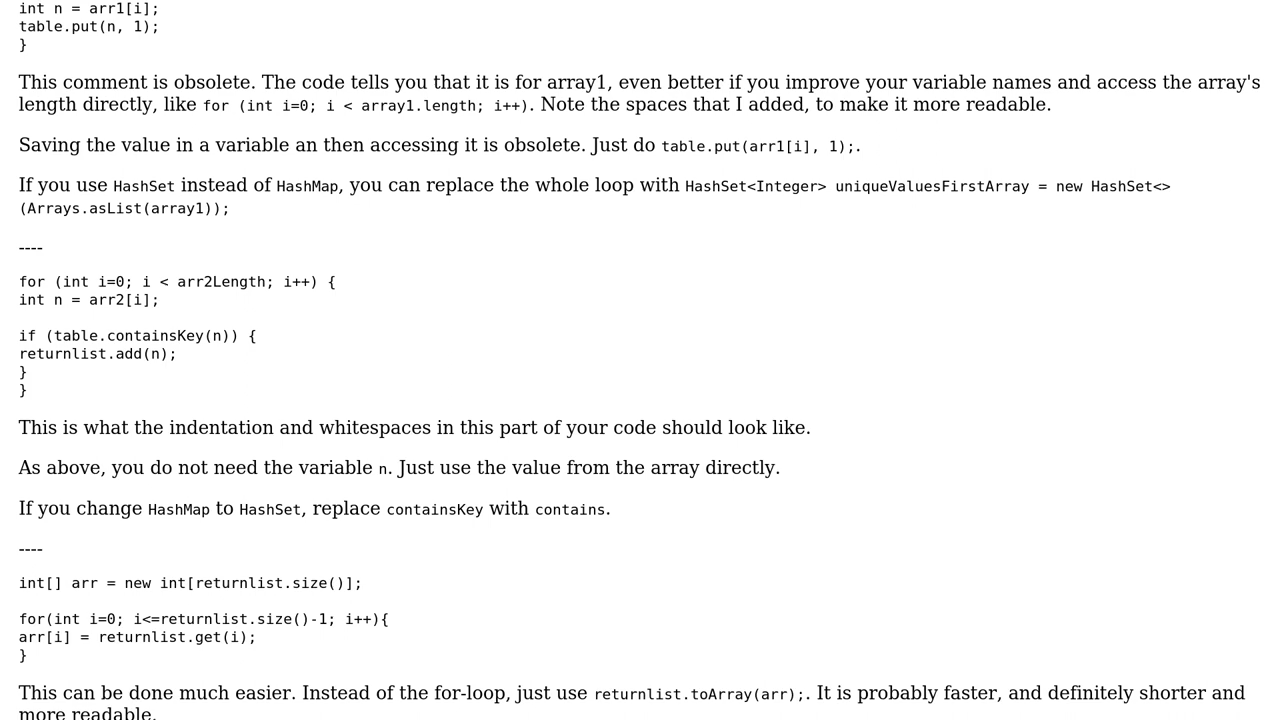 int n = arr1[i];
table.put(n, 1);
}
This comment is obsolete. The code tells you that it is for array1, even better if you improve your variable names and access the array's
length directly, like for (int i=0; i < array1.length; i++). Note the spaces that I added, to make it more readable.
Saving the value in a variable an then accessing it is obsolete. Just do table.put(arr1[i], 1);.
If you use HashSet instead of HashMap, you can replace the whole loop with HashSet<Integer> uniqueValuesFirstArray = new HashSet<>
(Arrays.asList(array1));
----
for (int i=0; i < arr2Length; i++) {
int n = arr2[i];
if (table.containsKey(n)) {
returnlist.add(n);
}
}
This is what the indentation and whitespaces in this part of your code should look like.
As above, you do not need the variable n. Just use the value from the array directly.
If you change HashMap to HashSet, replace containsKey with contains.
----
int[] arr = new int[returnlist.size()];
for(int i=0; i<=returnlist.size()-1; i++){
arr[i] = returnlist.get(i);
}
This can be done much easier. Instead of the for-loop, just use returnlist.toArray(arr);. It is probably faster, and definitely shorter and
more readable.